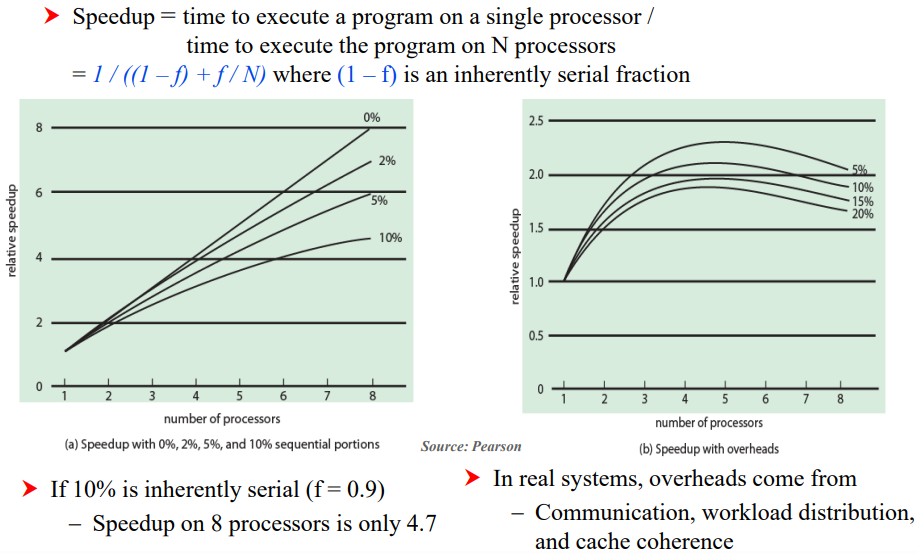 ➤ Speedup = time to execute a program on a single processor /
time to execute the program on N processors
= 1 / ((1 – f) + f / N) where (1 – f) is an inherently serial fraction
relative speedup
8
6
4
2
0
0%
2%
5%
10%
1 2 3 4 5 6 7 8
number of processors
(a) Speedup with 0%, 2%, 5%, and 10% sequential portions
relative speedup
2.5
2.0
1.5
1.0
0.5
0
5%
10%
15%
20%
1 2 3 4 5 6 7 8
number of processors
(b) Speedup with overheads
Source: Pearson
➤ If 10% is inherently serial (f = 0.9)
– Speedup on 8 processors is only 4.7
➤ In real systems, overheads come from
– Communication, workload distribution,
and cache coherence